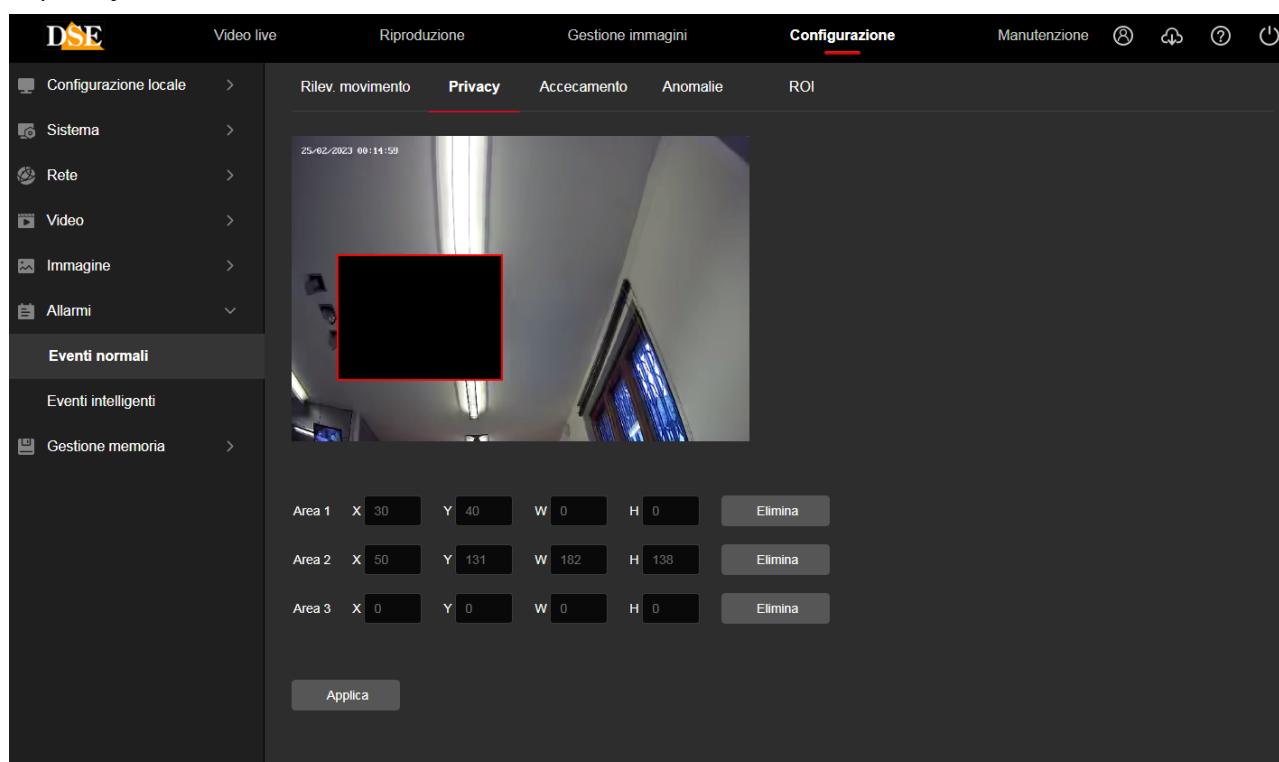 DSE Video live Riproduzione Gestione immagini Configurazione Manutenzione
Configurazione locale
Sistema
Rete
Video
Immagine
Allarmi
Eventi normali
Eventi intelligenti
Gestione memoria
Rilev. movimento Privacy Accecamento Anomalie ROI
25/02/2023 00:14:59
Area 1 X 30 Y 40 W 0 H 0 Elimina
Area 2 X 50 Y 131 W 182 H 138 Elimina
Area 3 X 0 Y 0 W 0 H 0 Elimina
Applica